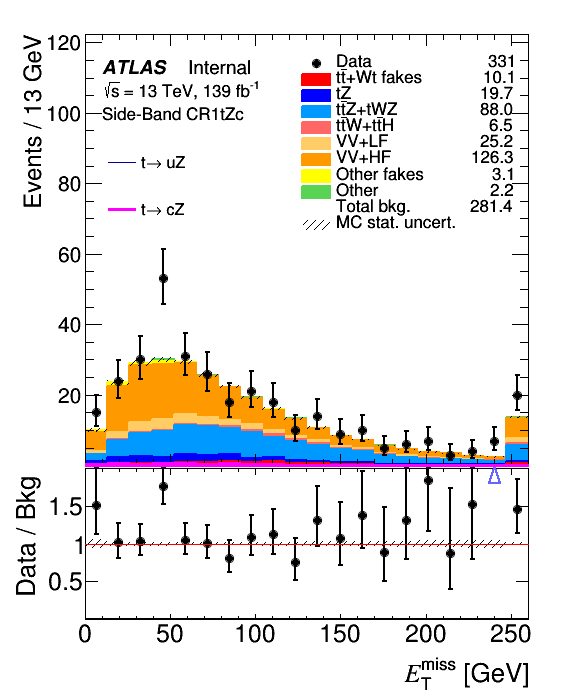 120
100
80
60
40
20
Events / 13 GeV
ATLAS Internal
√s = 13 TeV, 139 fb⁻¹
Side-Band CR1tZc
t→ uZ
t→ cZ
Data 331
tt̄+Wt fakes 10.1
tZ 19.7
tt̄Z+tWZ 88.0
tt̄W+tt̄H 6.5
VV+LF 25.2
VV+HF 126.3
Other fakes 3.1
Other 2.2
Total bkg. 281.4
MC stat. uncert.
1.5
1
0.5
Data / Bkg
0 50 100 150 200 250
E_T^miss [GeV]